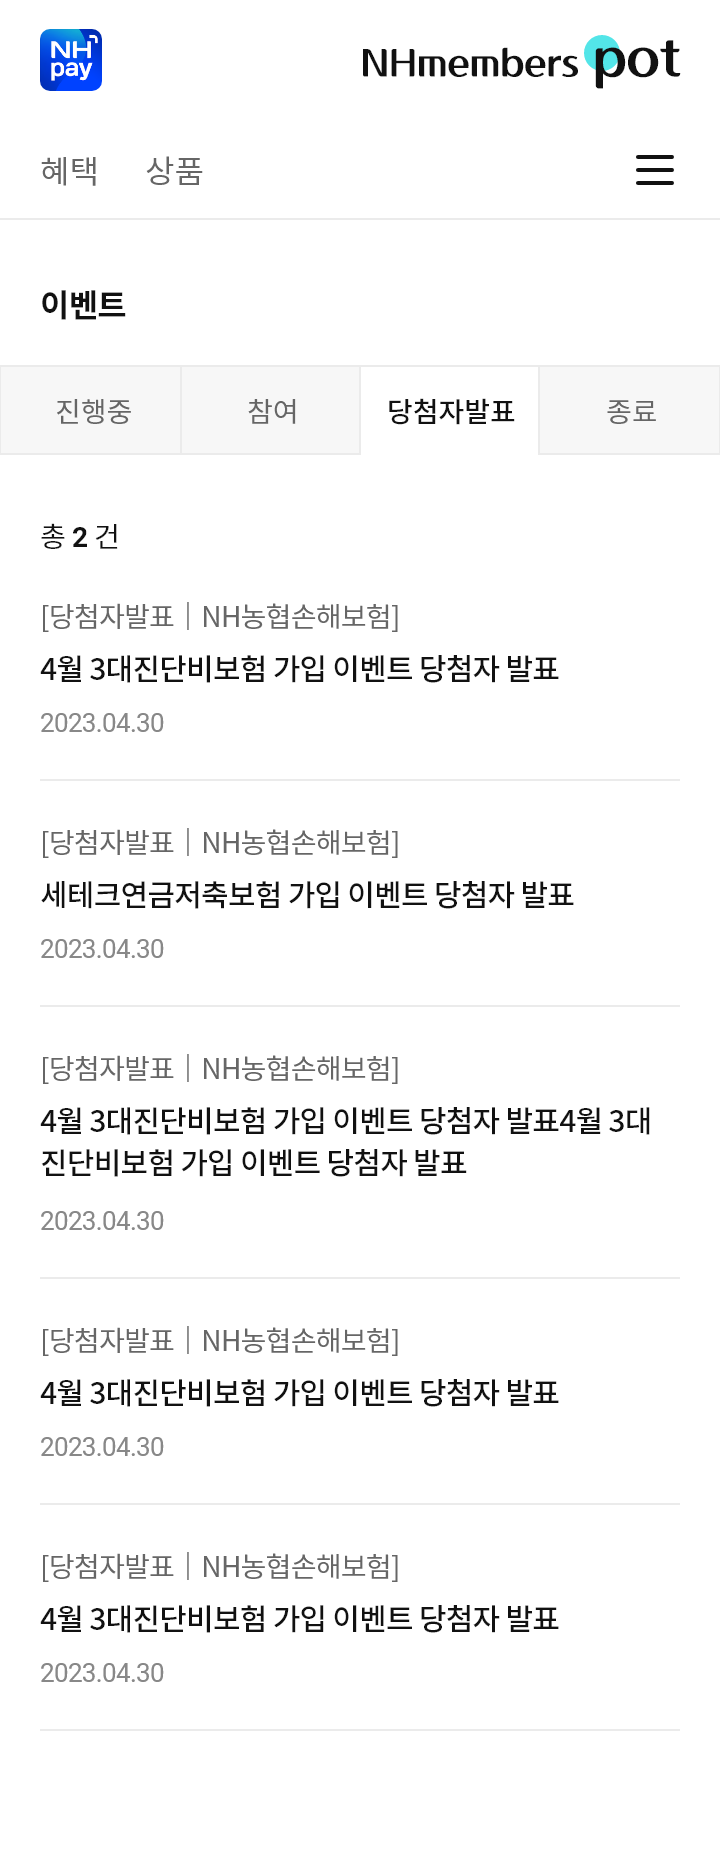 NH
pay
NHmembers pot
혜택 상품
이벤트
진행중 참여 당첨자발표 종료
총 2 건
[당첨자발표 | NH농협손해보험]
4월 3대진단비보험 가입 이벤트 당첨자 발표
2023.04.30
[당첨자발표 | NH농협손해보험]
세테크연금저축보험 가입 이벤트 당첨자 발표
2023.04.30
[당첨자발표 | NH농협손해보험]
4월 3대진단비보험 가입 이벤트 당첨자 발표4월 3대
진단비보험 가입 이벤트 당첨자 발표
2023.04.30
[당첨자발표 | NH농협손해보험]
4월 3대진단비보험 가입 이벤트 당첨자 발표
2023.04.30
[당첨자발표 | NH농협손해보험]
4월 3대진단비보험 가입 이벤트 당첨자 발표
2023.04.30